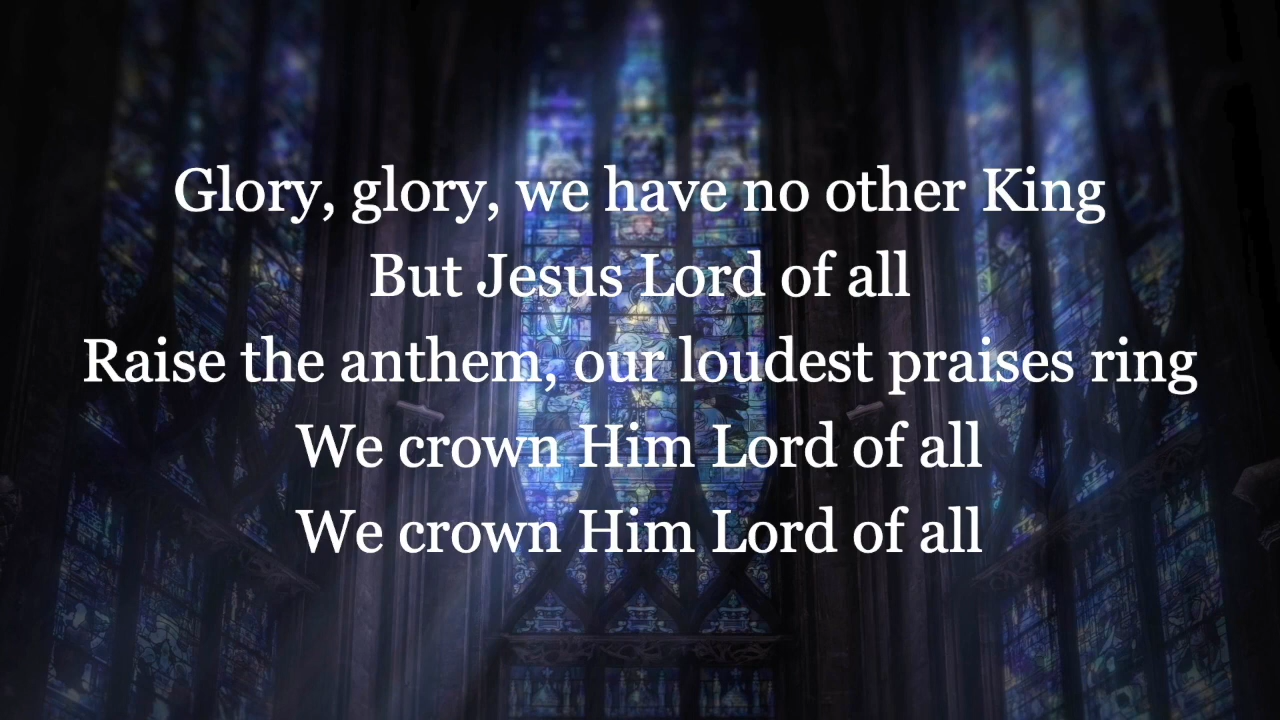 Glory, glory, we have no other King
But Jesus Lord of all
Raise the anthem, our loudest praises ring
We crown Him Lord of all
We crown Him Lord of all